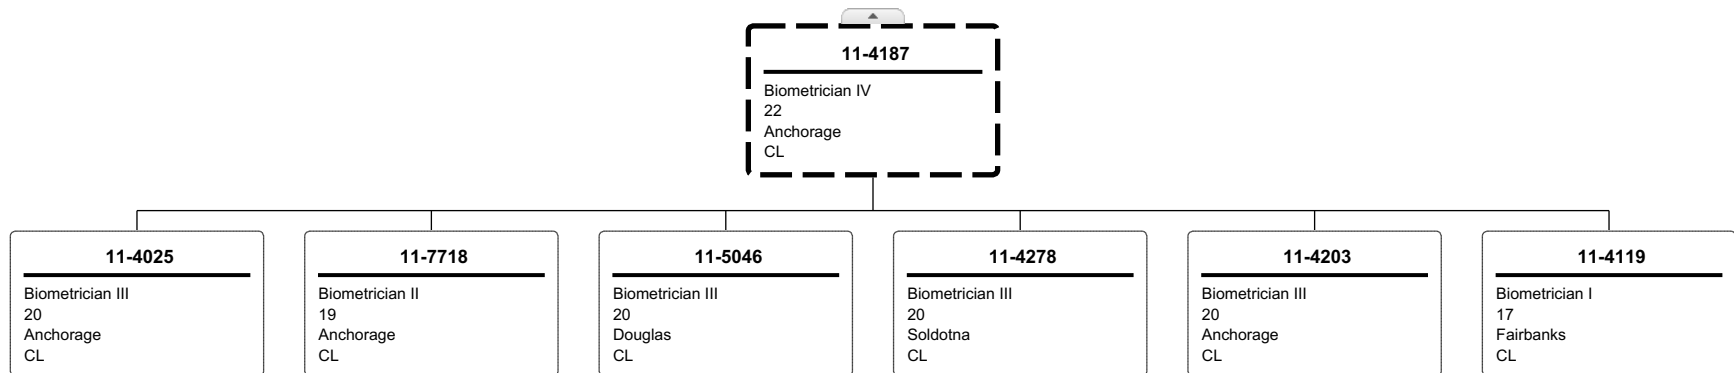 11-4187
Biometrician IV
22
Anchorage
CL
11-4025
Biometrician III
20
Anchorage
CL
11-7718
Biometrician II
19
Anchorage
CL
11-5046
Biometrician III
20
Douglas
CL
11-4278
Biometrician III
20
Soldotna
CL
11-4203
Biometrician III
20
Anchorage
CL
11-4119
Biometrician I
17
Fairbanks
CL